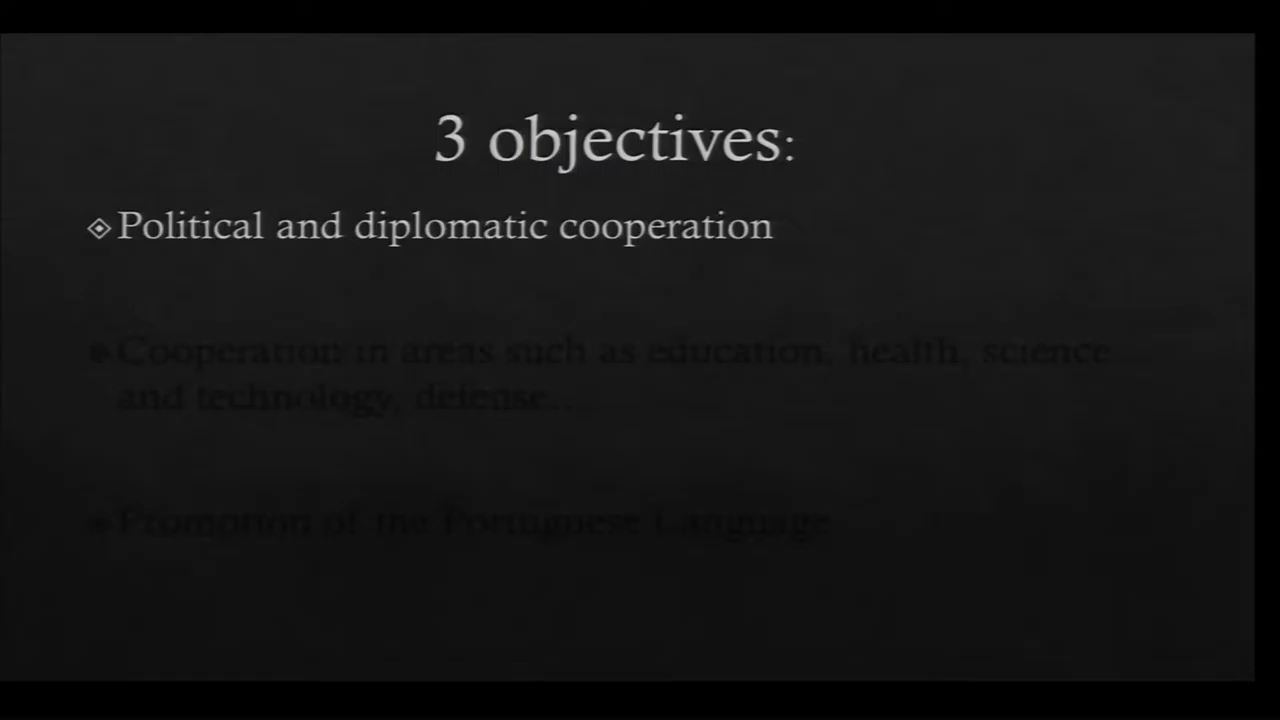 3 objectives:
Political and diplomatic cooperation
Cooperation in areas such as education, health, science
and technology, defense...
Promotion of the Portuguese Language